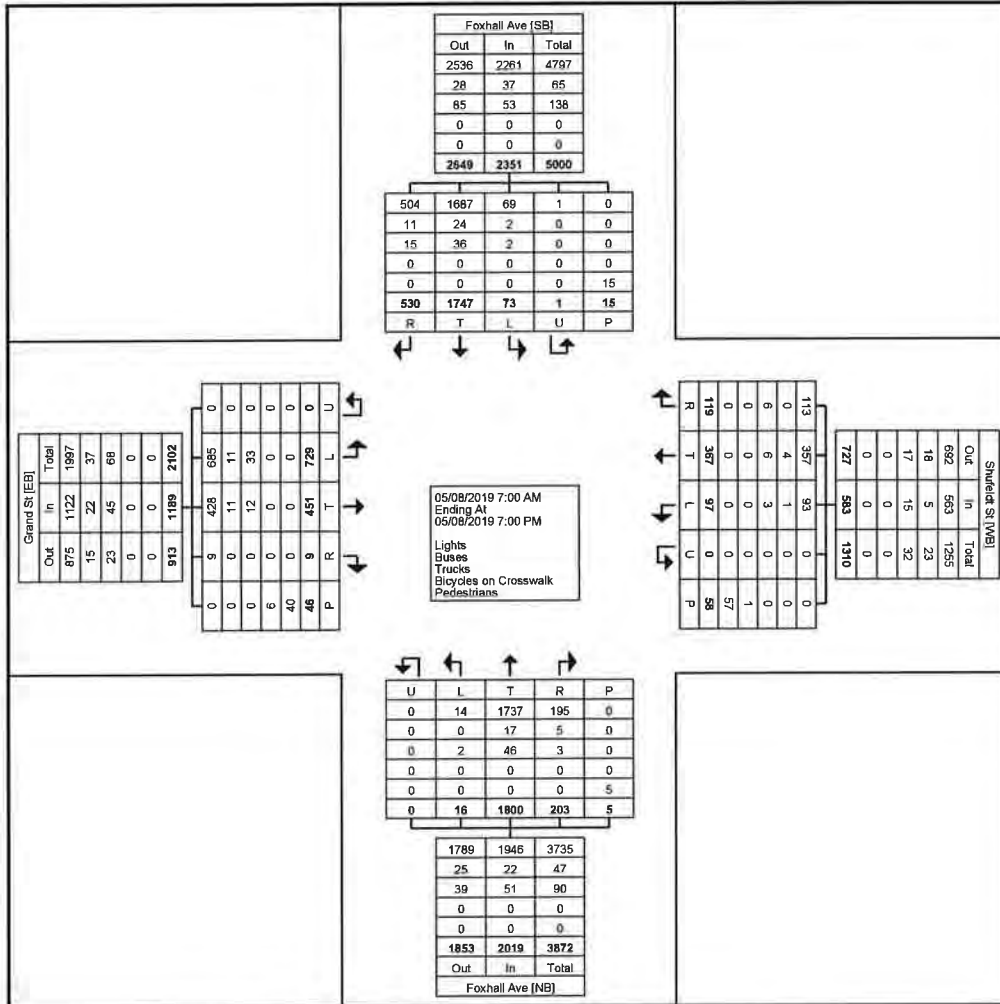 Foxhall Ave [SB]
Out In Total
2536 2261 4797
28 37 65
85 53 138
0 0 0
0 0 0
2649 2351 5000
504 1687 69 1 0
11 24 2 0 0
15 36 2 0 0
0 0 0 0 0
0 0 0 0 15
530 1747 73 1 15
R T L U P
Grand St [EB]
Out In Total
875 1122 1997
15 22 37
23 45 68
0 0 0
0 0 0
913 1189 2102
0 9 428 685 0
0 0 11 11 0
0 0 12 33 0
6 0 0 0 0
40 0 0 0 0
46 9 451 729 0
P R T L U
05/08/2019 7:00 AM
Ending At
05/08/2019 7:00 PM
Lights
Buses
Trucks
Bicycles on Crosswalk
Pedestrians
Shufeldt St [WB]
Out In Total
692 563 1255
18 5 23
17 15 32
0 0 0
0 0 0
727 583 1310
113 357 93 0 0
0 4 1 0 0
6 6 3 0 0
0 0 0 0 1
0 0 0 0 57
119 367 97 0 58
R T L U P
U L T R P
0 14 1737 195 0
0 0 17 5 0
0 2 46 3 0
0 0 0 0 0
0 0 0 0 5
0 16 1800 203 5
1789 1946 3735
25 22 47
39 51 90
0 0 0
0 0 0
1853 2019 3872
Out In Total
Foxhall Ave [NB]